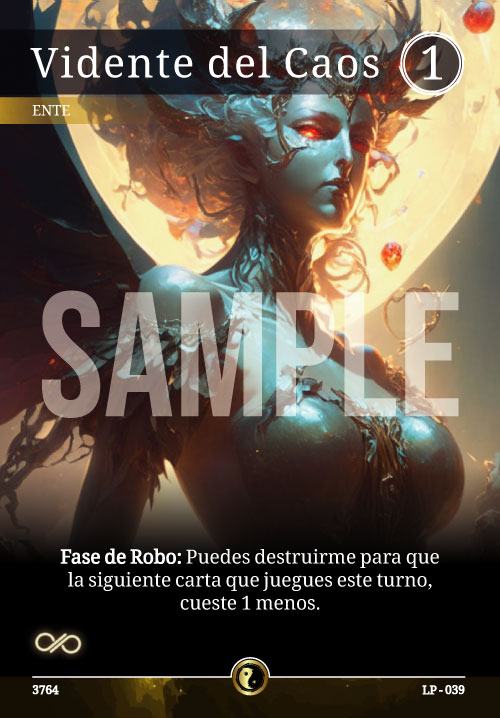 Vidente del Caos 1
ENTE
SAMPLE
Fase de Robo: Puedes destruirme para que
la siguiente carta que juegues este turno,
cueste 1 menos.
3764 LP - 039